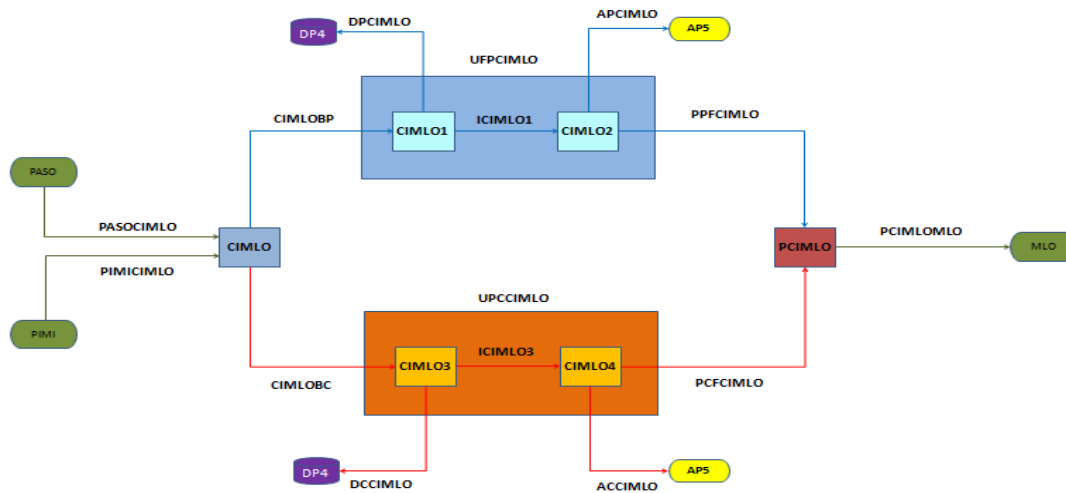 DPCIMLO
APCIMLO
DP4
AP5
UFPCIMLO
CIMLOBP
CIMLO1
ICIMLO1
CIMLO2
PPFCIMLO
PASO
PASOCIMLO
CIMLO
PCIMLO
PCIMLOMLO
MLO
PIMICIMLO
UPCCIMLO
PIMI
CIMLO3
ICIMLO3
CIMLO4
CIMLOBC
PCFCIMLO
DP4
AP5
DCCIMLO
ACCIMLO